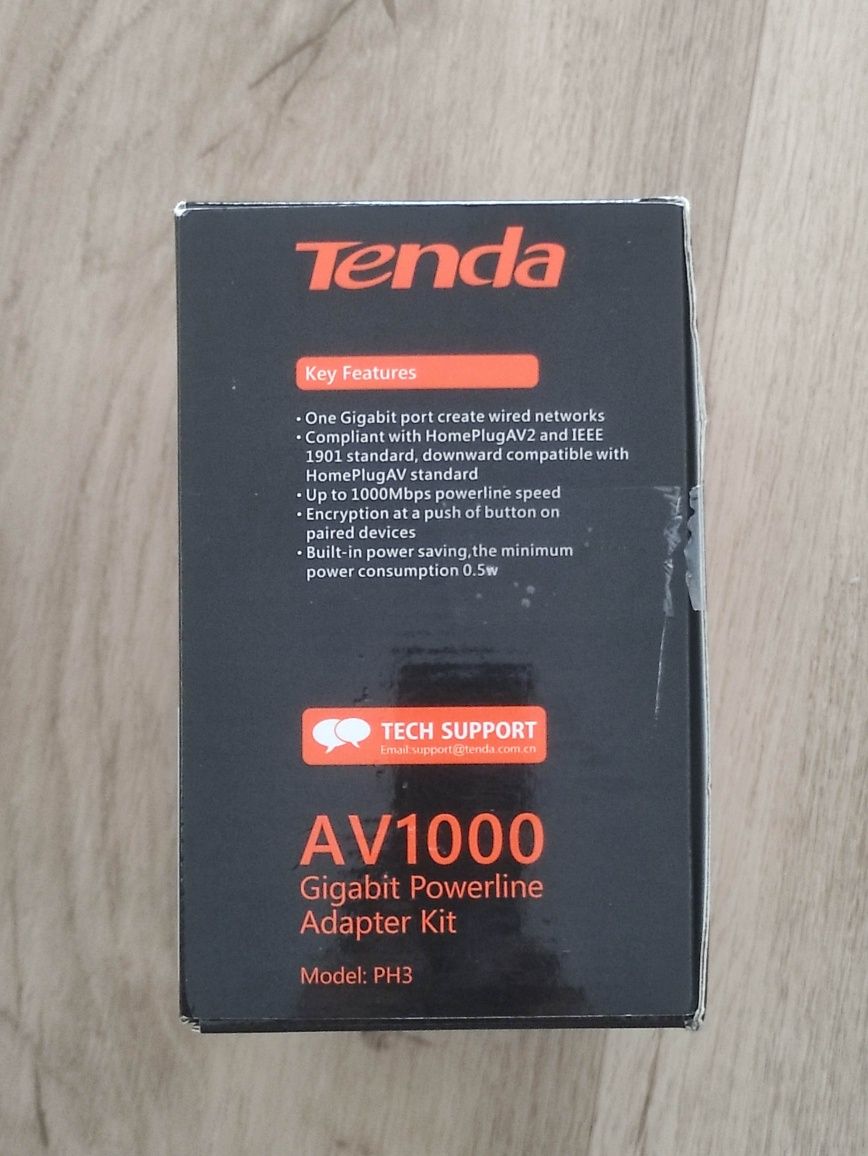 Tenda
Key Features
• One Gigabit port create wired networks
• Compliant with HomePlugAV2 and IEEE
1901 standard, downward compatible with
HomePlugAV standard
• Up to 1000Mbps powerline speed
• Encryption at a push of button on
paired devices
• Built-in power saving,the minimum
power consumption 0.5w
TECH SUPPORT
Email:support@tenda.com.cn
AV1000
Gigabit Powerline
Adapter Kit
Model: PH3